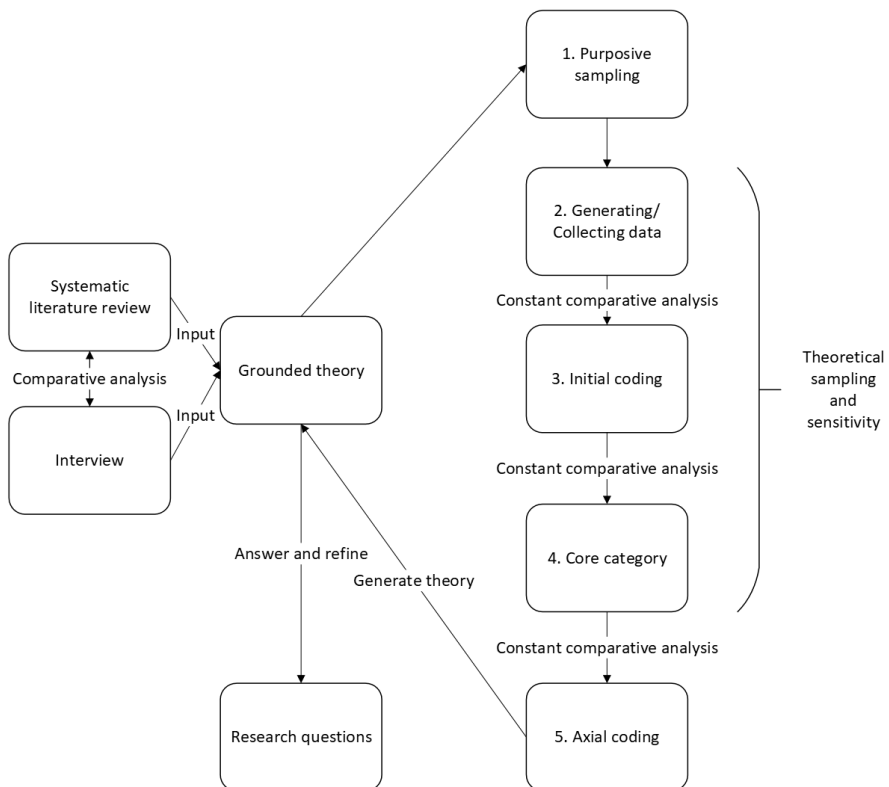 1. Purposive
sampling
2. Generating/
Collecting data
Systematic
literature review
Constant comparative analysis
Input
Grounded theory
Comparative analysis
3. Initial coding
Theoretical
sampling
and
sensitivity
Input
Interview
Constant comparative analysis
Answer and refine
4. Core category
Generate theory
Constant comparative analysis
Research questions
5. Axial coding